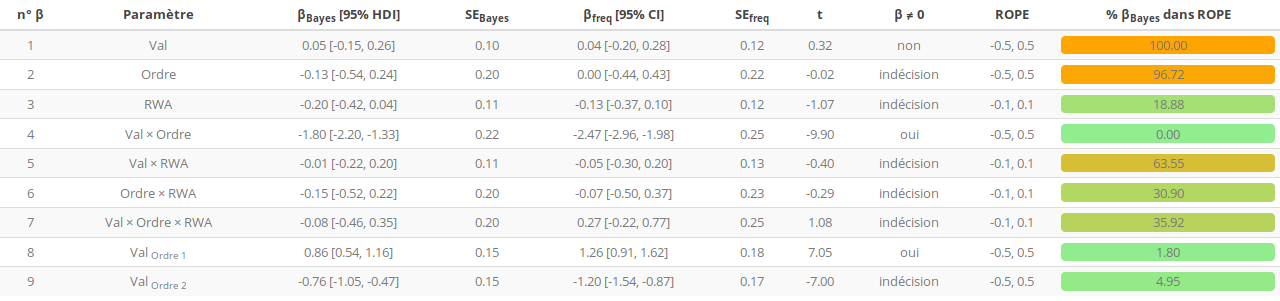 n° β Paramètre βBayes [95% HDI] SEBayes βfreq [95% CI] SEfreq t β ≠ 0 ROPE % βBayes dans ROPE
1 Val 0.05 [-0.15, 0.26] 0.10 0.04 [-0.20, 0.28] 0.12 0.32 non -0.5, 0.5 100.00
2 Ordre -0.13 [-0.54, 0.24] 0.20 0.00 [-0.44, 0.43] 0.22 -0.02 indécision -0.5, 0.5 96.72
3 RWA -0.20 [-0.42, 0.04] 0.11 -0.13 [-0.37, 0.10] 0.12 -1.07 indécision -0.1, 0.1 18.88
4 Val × Ordre -1.80 [-2.20, -1.33] 0.22 -2.47 [-2.96, -1.98] 0.25 -9.90 oui -0.5, 0.5 0.00
5 Val × RWA -0.01 [-0.22, 0.20] 0.11 -0.05 [-0.30, 0.20] 0.13 -0.40 indécision -0.1, 0.1 63.55
6 Ordre × RWA -0.15 [-0.52, 0.22] 0.20 -0.07 [-0.50, 0.37] 0.23 -0.29 indécision -0.1, 0.1 30.90
7 Val × Ordre × RWA -0.08 [-0.46, 0.35] 0.20 0.27 [-0.22, 0.77] 0.25 1.08 indécision -0.1, 0.1 35.92
8 Val Ordre 1 0.86 [0.54, 1.16] 0.15 1.26 [0.91, 1.62] 0.18 7.05 oui -0.5, 0.5 1.80
9 Val Ordre 2 -0.76 [-1.05, -0.47] 0.15 -1.20 [-1.54, -0.87] 0.17 -7.00 indécision -0.5, 0.5 4.95